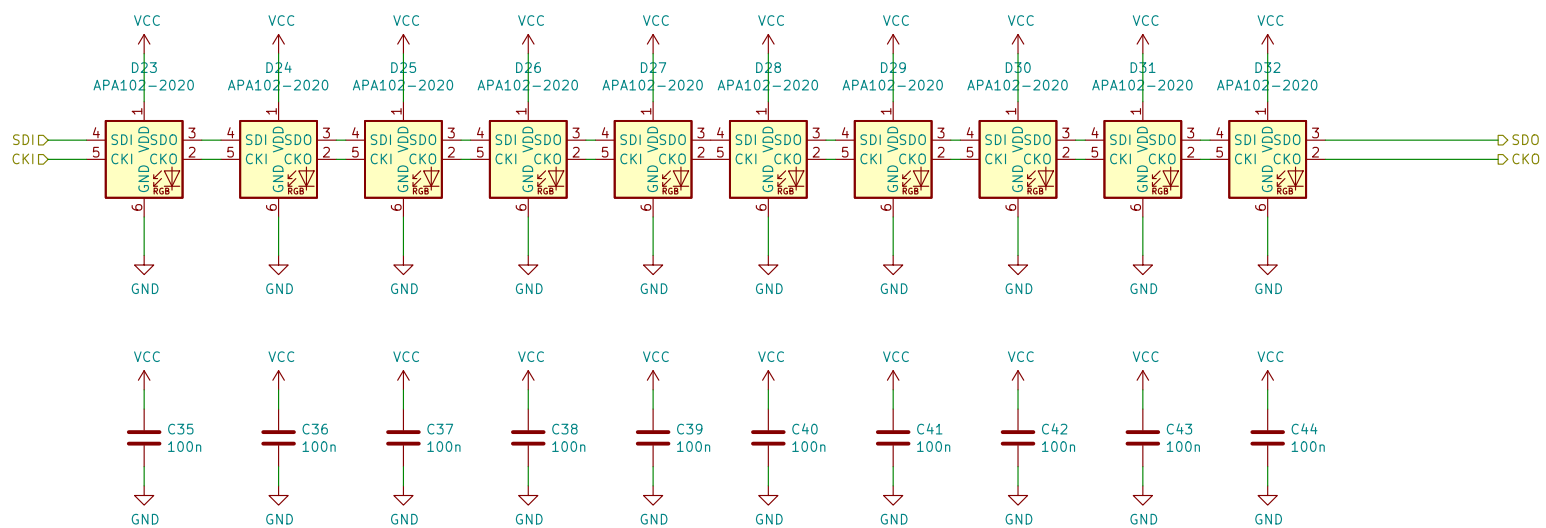 VCC VCC VCC VCC VCC VCC VCC VCC VCC VCC
D23 D24 D25 D26 D27 D28 D29 D30 D31 D32
APA102-2020 APA102-2020 APA102-2020 APA102-2020 APA102-2020 APA102-2020 APA102-2020 APA102-2020 APA102-2020 APA102-2020
1 1 1 1 1 1 1 1 1 1
SDI 4 SDI VDD SDO 3 4 SDI VDD SDO 3 4 SDI VDD SDO 3 4 SDI VDD SDO 3 4 SDI VDD SDO 3 4 SDI VDD SDO 3 4 SDI VDD SDO 3 4 SDI VDD SDO 3 4 SDI VDD SDO 3 4 SDI VDD SDO 3 SDO
CKI 5 CKI CKO 2 5 CKI CKO 2 5 CKI CKO 2 5 CKI CKO 2 5 CKI CKO 2 5 CKI CKO 2 5 CKI CKO 2 5 CKI CKO 2 5 CKI CKO 2 5 CKI CKO 2 CKO
GND GND GND GND GND GND GND GND GND GND
RGB RGB RGB RGB RGB RGB RGB RGB RGB RGB
6 6 6 6 6 6 6 6 6 6
GND GND GND GND GND GND GND GND GND GND
VCC VCC VCC VCC VCC VCC VCC VCC VCC VCC
C35 C36 C37 C38 C39 C40 C41 C42 C43 C44
100n 100n 100n 100n 100n 100n 100n 100n 100n 100n
GND GND GND GND GND GND GND GND GND GND